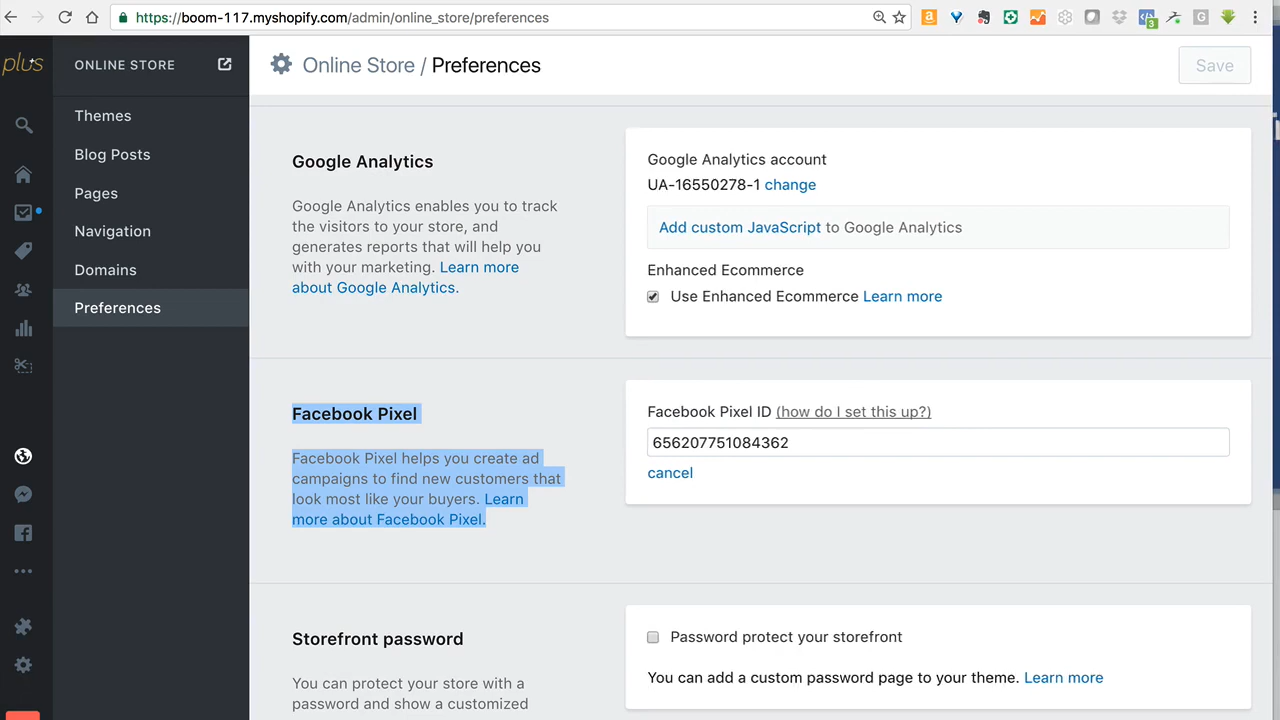 https://boom-117.myshopify.com/admin/online_store/preferences
3
plus
ONLINE STORE
Themes
Blog Posts
Pages
Navigation
Domains
Preferences
Online Store / Preferences
Save
Google Analytics
Google Analytics enables you to track
the visitors to your store, and
generates reports that will help you
with your marketing. Learn more
about Google Analytics.
Google Analytics account
UA-16550278-1 change
Add custom JavaScript to Google Analytics
Enhanced Ecommerce
Use Enhanced Ecommerce Learn more
Facebook Pixel
Facebook Pixel helps you create ad
campaigns to find new customers that
look most like your buyers. Learn
more about Facebook Pixel.
Facebook Pixel ID (how do I set this up?)
656207751084362
cancel
Storefront password
You can protect your store with a
password and show a customized
Password protect your storefront
You can add a custom password page to your theme. Learn more